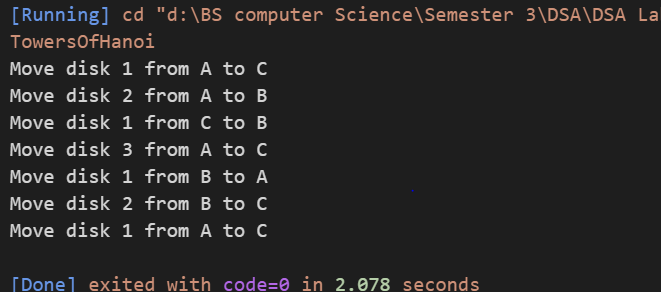 [Running] cd "d:\BS computer Science\Semester 3\DSA\DSA La
TowersOfHanoi
Move disk 1 from A to C
Move disk 2 from A to B
Move disk 1 from C to B
Move disk 3 from A to C
Move disk 1 from B to A
Move disk 2 from B to C
Move disk 1 from A to C
[Done] exited with code=0 in 2.078 seconds